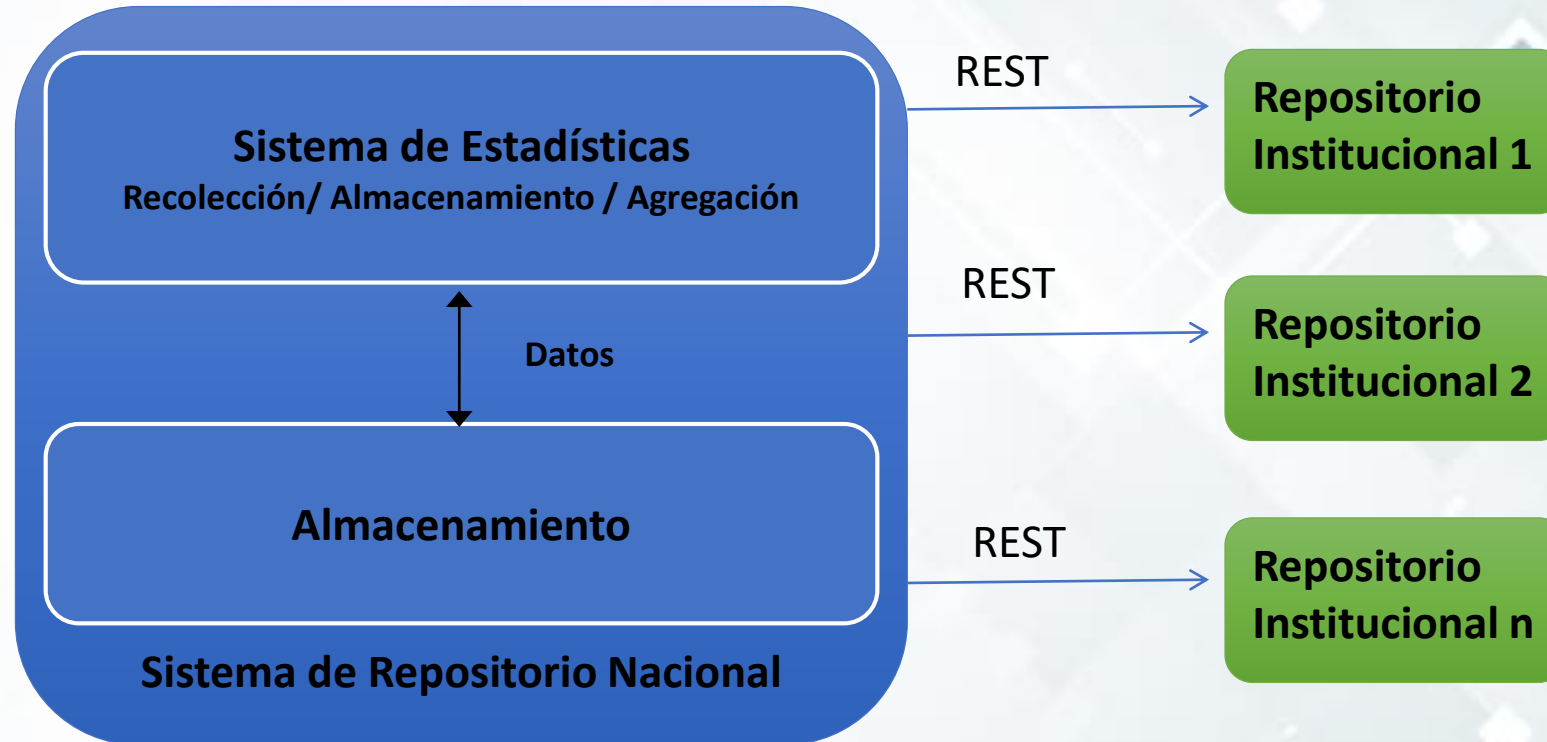 Sistema de Estadísticas
Recolección/ Almacenamiento / Agregación
Datos
Almacenamiento
Sistema de Repositorio Nacional
REST
Repositorio
Institucional 1
REST
Repositorio
Institucional 2
REST
Repositorio
Institucional n